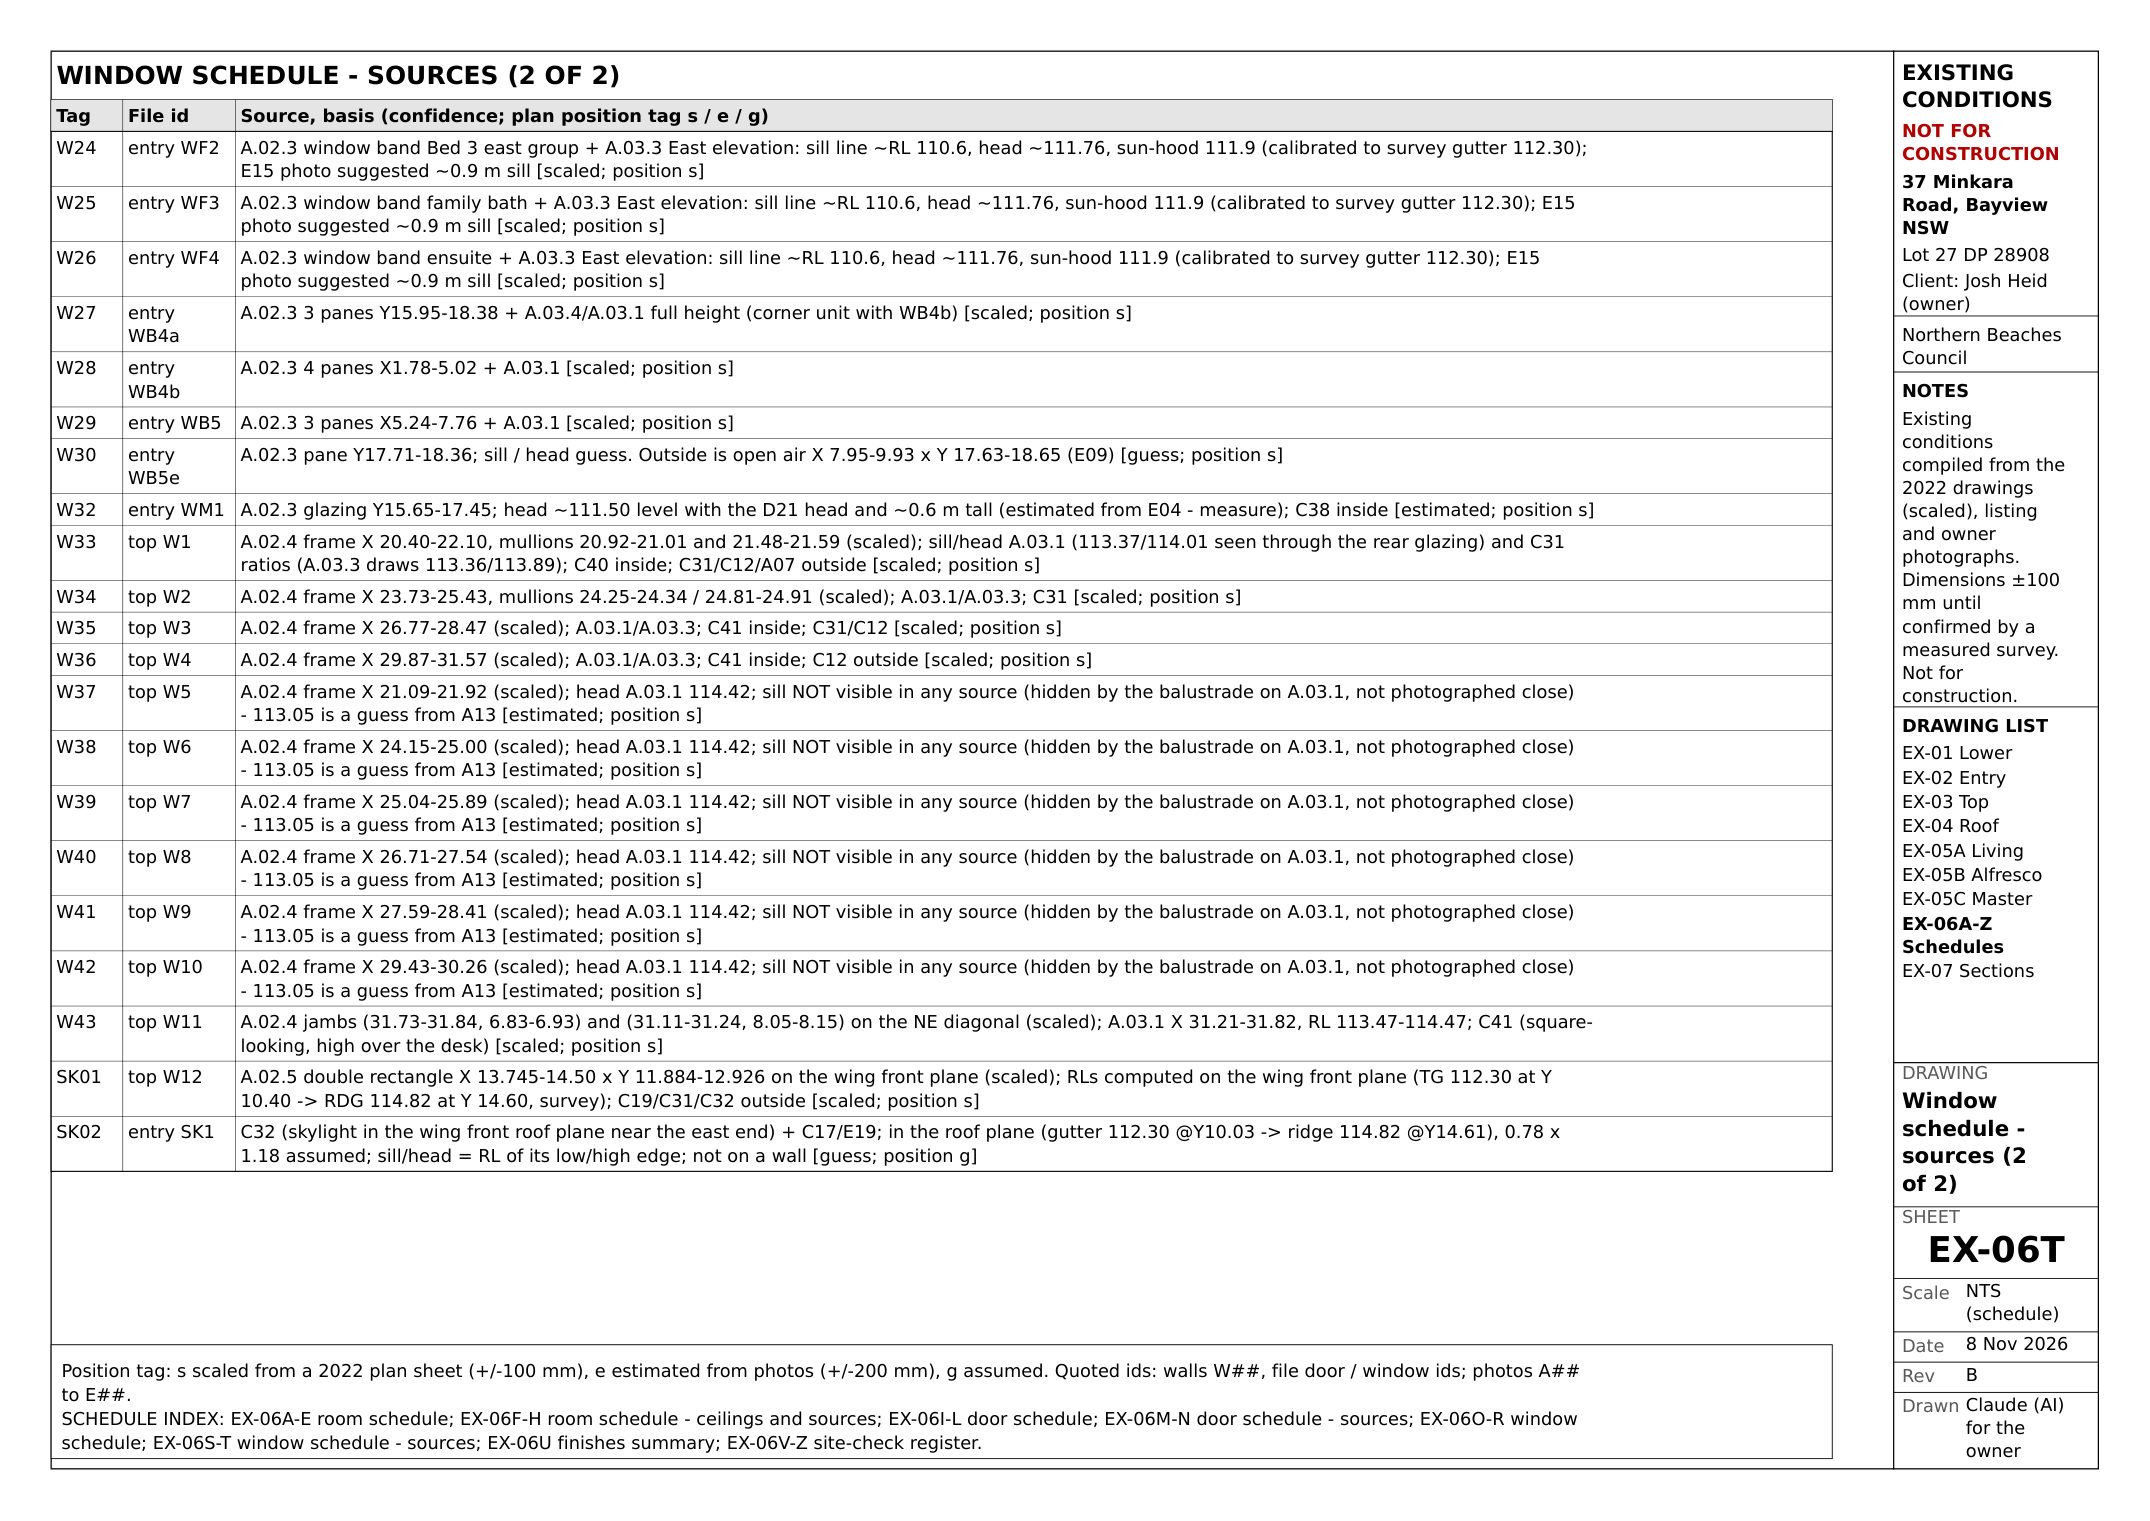 WINDOW SCHEDULE - SOURCES (2 OF 2)
Tag File id Source, basis (confidence; plan position tag s / e / g)
W24 entry WF2 A.02.3 window band Bed 3 east group + A.03.3 East elevation: sill line ~RL 110.6, head ~111.76, sun-hood 111.9 (calibrated to survey gutter 112.30);
E15 photo suggested ~0.9 m sill [scaled; position s]
W25 entry WF3 A.02.3 window band family bath + A.03.3 East elevation: sill line ~RL 110.6, head ~111.76, sun-hood 111.9 (calibrated to survey gutter 112.30); E15
photo suggested ~0.9 m sill [scaled; position s]
W26 entry WF4 A.02.3 window band ensuite + A.03.3 East elevation: sill line ~RL 110.6, head ~111.76, sun-hood 111.9 (calibrated to survey gutter 112.30); E15
photo suggested ~0.9 m sill [scaled; position s]
W27 entry A.02.3 3 panes Y15.95-18.38 + A.03.4/A.03.1 full height (corner unit with WB4b) [scaled; position s]
WB4a
W28 entry A.02.3 4 panes X1.78-5.02 + A.03.1 [scaled; position s]
WB4b
W29 entry WB5 A.02.3 3 panes X5.24-7.76 + A.03.1 [scaled; position s]
W30 entry A.02.3 pane Y17.71-18.36; sill / head guess. Outside is open air X 7.95-9.93 x Y 17.63-18.65 (E09) [guess; position s]
WB5e
W32 entry WM1 A.02.3 glazing Y15.65-17.45; head ~111.50 level with the D21 head and ~0.6 m tall (estimated from E04 - measure); C38 inside [estimated; position s]
W33 top W1 A.02.4 frame X 20.40-22.10, mullions 20.92-21.01 and 21.48-21.59 (scaled); sill/head A.03.1 (113.37/114.01 seen through the rear glazing) and C31
ratios (A.03.3 draws 113.36/113.89); C40 inside; C31/C12/A07 outside [scaled; position s]
W34 top W2 A.02.4 frame X 23.73-25.43, mullions 24.25-24.34 / 24.81-24.91 (scaled); A.03.1/A.03.3; C31 [scaled; position s]
W35 top W3 A.02.4 frame X 26.77-28.47 (scaled); A.03.1/A.03.3; C41 inside; C31/C12 [scaled; position s]
W36 top W4 A.02.4 frame X 29.87-31.57 (scaled); A.03.1/A.03.3; C41 inside; C12 outside [scaled; position s]
W37 top W5 A.02.4 frame X 21.09-21.92 (scaled); head A.03.1 114.42; sill NOT visible in any source (hidden by the balustrade on A.03.1, not photographed close)
- 113.05 is a guess from A13 [estimated; position s]
W38 top W6 A.02.4 frame X 24.15-25.00 (scaled); head A.03.1 114.42; sill NOT visible in any source (hidden by the balustrade on A.03.1, not photographed close)
- 113.05 is a guess from A13 [estimated; position s]
W39 top W7 A.02.4 frame X 25.04-25.89 (scaled); head A.03.1 114.42; sill NOT visible in any source (hidden by the balustrade on A.03.1, not photographed close)
- 113.05 is a guess from A13 [estimated; position s]
W40 top W8 A.02.4 frame X 26.71-27.54 (scaled); head A.03.1 114.42; sill NOT visible in any source (hidden by the balustrade on A.03.1, not photographed close)
- 113.05 is a guess from A13 [estimated; position s]
W41 top W9 A.02.4 frame X 27.59-28.41 (scaled); head A.03.1 114.42; sill NOT visible in any source (hidden by the balustrade on A.03.1, not photographed close)
- 113.05 is a guess from A13 [estimated; position s]
W42 top W10 A.02.4 frame X 29.43-30.26 (scaled); head A.03.1 114.42; sill NOT visible in any source (hidden by the balustrade on A.03.1, not photographed close)
- 113.05 is a guess from A13 [estimated; position s]
W43 top W11 A.02.4 jambs (31.73-31.84, 6.83-6.93) and (31.11-31.24, 8.05-8.15) on the NE diagonal (scaled); A.03.1 X 31.21-31.82, RL 113.47-114.47; C41 (square-
looking, high over the desk) [scaled; position s]
SK01 top W12 A.02.5 double rectangle X 13.745-14.50 x Y 11.884-12.926 on the wing front plane (scaled); RLs computed on the wing front plane (TG 112.30 at Y
10.40 -> RDG 114.82 at Y 14.60, survey); C19/C31/C32 outside [scaled; position s]
SK02 entry SK1 C32 (skylight in the wing front roof plane near the east end) + C17/E19; in the roof plane (gutter 112.30 @Y10.03 -> ridge 114.82 @Y14.61), 0.78 x
1.18 assumed; sill/head = RL of its low/high edge; not on a wall [guess; position g]
Position tag: s scaled from a 2022 plan sheet (+/-100 mm), e estimated from photos (+/-200 mm), g assumed. Quoted ids: walls W##, file door / window ids; photos A##
to E##.
SCHEDULE INDEX: EX-06A-E room schedule; EX-06F-H room schedule - ceilings and sources; EX-06I-L door schedule; EX-06M-N door schedule - sources; EX-06O-R window
schedule; EX-06S-T window schedule - sources; EX-06U finishes summary; EX-06V-Z site-check register.
EXISTING
CONDITIONS
NOT FOR
CONSTRUCTION
37 Minkara
Road, Bayview
NSW
Lot 27 DP 28908
Client: Josh Heid
(owner)
Northern Beaches
Council
NOTES
Existing
conditions
compiled from the
2022 drawings
(scaled), listing
and owner
photographs.
Dimensions ±100
mm until
confirmed by a
measured survey.
Not for
construction.
DRAWING LIST
EX-01 Lower
EX-02 Entry
EX-03 Top
EX-04 Roof
EX-05A Living
EX-05B Alfresco
EX-05C Master
EX-06A-Z
Schedules
EX-07 Sections
DRAWING
Window
schedule -
sources (2
of 2)
SHEET
EX-06T
Scale NTS
(schedule)
Date 8 Nov 2026
Rev B
Drawn Claude (AI)
for the
owner